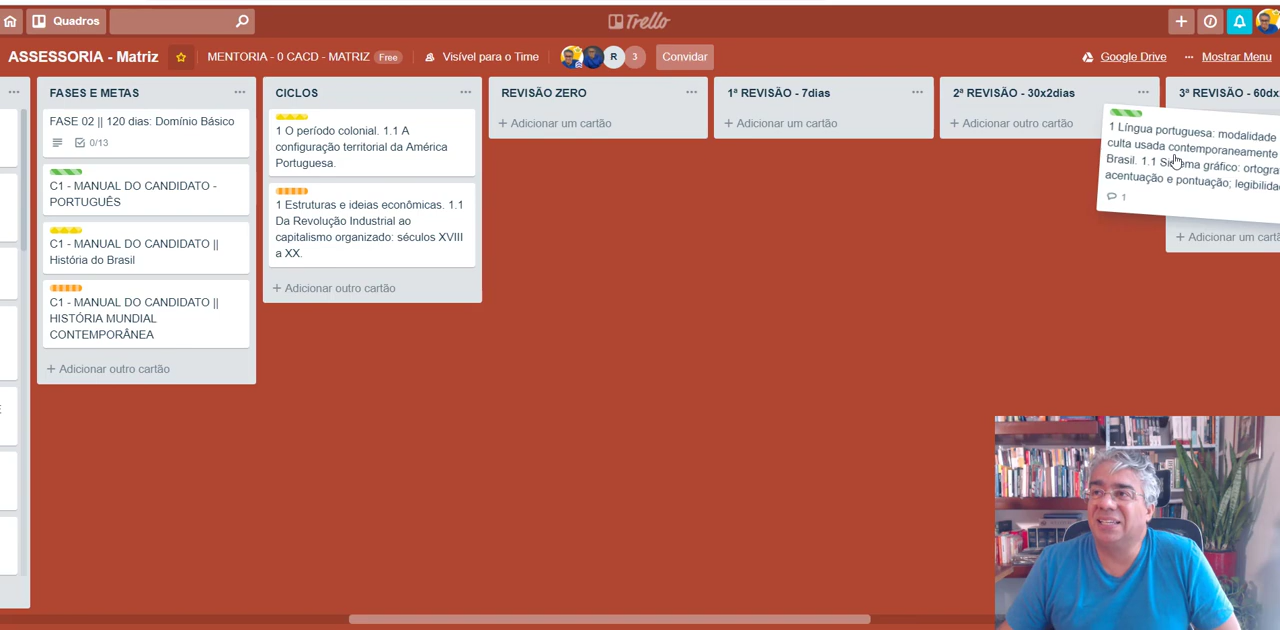 Quadros
Trello
ASSESSORIA - Matriz
MENTORIA - 0 CACD - MATRIZ Free
Visível para o Time
R
3
Convidar
Google Drive
... Mostrar Menu
FASES E METAS
FASE 02 || 120 dias: Domínio Básico
0/13
C1 - MANUAL DO CANDIDATO -
PORTUGUÊS
C1 - MANUAL DO CANDIDATO ||
História do Brasil
C1 - MANUAL DO CANDIDATO ||
HISTÓRIA MUNDIAL
CONTEMPORÂNEA
+ Adicionar outro cartão
CICLOS
1 O período colonial. 1.1 A
configuração territorial da América
Portuguesa.
1 Estruturas e ideias econômicas. 1.1
Da Revolução Industrial ao
capitalismo organizado: séculos XVIII
a XX.
+ Adicionar outro cartão
REVISÃO ZERO
+ Adicionar um cartão
1ª REVISÃO - 7dias
+ Adicionar um cartão
2ª REVISÃO - 30x2dias
+ Adicionar outro cartão
3ª REVISÃO - 60dx
1 Língua portuguesa: modalidade
culta usada contemporaneamente
Brasil. 1.1 Sistema gráfico: ortogra
acentuação e pontuação; legibilida
1
+ Adicionar um cartã